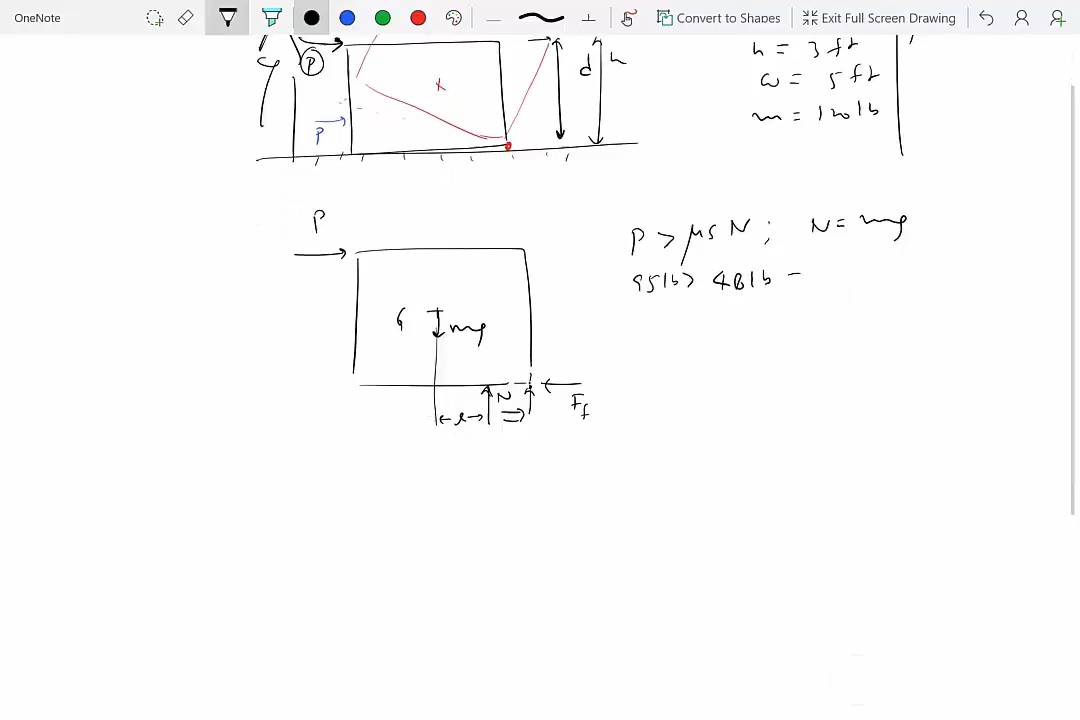 OneNote
Convert to Shapes
Exit Full Screen Drawing
P
P
d
h
h = 3 ft
ω = 5 ft
m = 120 lb
P
G
mg
N
Ff
P > μs N ; N = mg
95 lb > 48 lb -